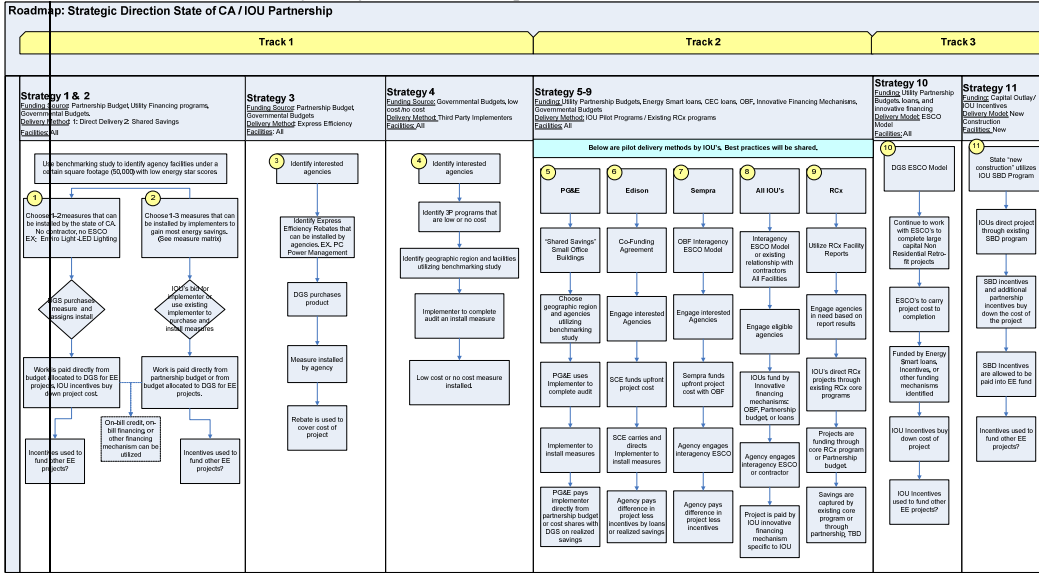 Roadmap: Strategic Direction State of CA / IOU Partnership
Track 1
Track 2
Track 3
Strategy 1 & 2
Funding Source: Partnership Budget, Utility Financing programs,
Governmental Budgets.
Delivery Method: 1: Direct Delivery 2: Shared Savings
Facilities: All
Strategy 3
Funding Source: Partnership Budget,
Governmental Budgets
Delivery Method: Express Efficiency
Facilities: All
Strategy 4
Funding Source: Governmental Budgets, low
cost /no cost
Delivery Method: Third Party Implementers
Facilities: All
Strategy 5-9
Funding: Utility Partnership Budgets, Energy Smart loans, CEC loans, OBF, Innovative Financing Mechanisms,
Governmental Budgets
Delivery Method: IOU Pilot Programs / Existing RCx programs
Facilities: All
Strategy 10
Funding: Utility Partnership
Budgets, loans, and
innovative financing
Delivery Model: ESCO
Model
Facilities: All
Strategy 11
Funding: Capital Outlay/
IOU Incentives
Delivery Model: New
Construction
Facilities: New
Use benchmarking study to identify agency facilities under a
certain square footage (50,000) with low energy star scores
1
Choose 1-2 measures that can
be installed by the state of CA.
No contractor, no ESCO
EX: Enviro Light -LED Lighting
DGS purchases
measure and
assigns install.
Work is paid directly from
budget allocated to DGS for EE
projects, IOU incentives buy
down project cost.
Incentives used to
fund other EE
projects?
On-bill credit, on-
bill financing, or
other financing
mechanism can be
utilized
2
Choose 1-3 measures that can
be installed by implementers to
gain most energy savings.
(See measure matrix)
IOU's bid for
implementer or
use existing
implementer to
purchase and
install measures
Work is paid directly from
partnership budget or from
budget allocated to DGS for EE
projects.
Incentives used to
fund other EE
projects?
3
Identify interested
agencies
Identify Express
Efficiency Rebates that
can be installed by
agencies. EX. PC
Power Management
DGS purchases
product
Measure installed
by agency
Rebate is used to
cover cost of
project
4
Identify interested
agencies
Identify 3P programs that
are low or no cost
Identify geographic region and facilities
utilizing benchmarking study
Implementer to complete
audit an install measure
Low cost or no cost measure
installed.
Below are pilot delivery methods by IOU's. Best practices will be shared.
5
PG&E
"Shared Savings"
Small Office
Buildings
Choose
geographic region
and agencies
utilizing
benchmarking
study
PG&E uses
Implementer to
complete audit
Implementer to
install measures
PG&E pays
implementer
directly from
partnership budget
or cost shares with
DGS on realized
savings
6
Edison
Co-Funding
Agreement
Engage interested
Agencies
SCE funds upfront
project cost
SCE carries and
directs
Implementer to
install measures
Agency pays
difference in
project less
incentives by loans
or realized savings
7
Sempra
OBF Interagency
ESCO Model
Engage interested
Agencies
Sempra funds
upfront project
cost with OBF
Agency engages
interagency ESCO
Agency pays
difference in
project less
incentives
8
All IOU's
Interagency
ESCO Model
or existing
relationship with
contractors
All Facilities
Engage eligible
agencies
IOUs fund by
Innovative
financing
mechanisms:
OBF, Partnership
budget, or loans
Agency engages
interagency ESCO
or contractor
Project is paid by
IOU innovative
financing
mechanism
specific to IOU
9
RCx
Utilize RCx Facility
Reports
Engage agencies
in need based on
report results
IOU's direct RCx
projects through
existing RCx core
programs
Projects are
funding through
core RCx program
or Partnership
budget.
Savings are
captured by
existing core
program or
through
partnership, TBD
10
DGS ESCO Model
Continue to work
with ESCO's to
complete large
capital Non
Residential Retro-
fit projects
ESCO's to carry
project cost to
completion
Funded by Energy
Smart loans,
Incentives, or
other funding
mechanisms
identified
IOU Incentives buy
down cost of
project
IOU Incentives
used to fund other
EE projects?
11
State "new
construction" utilizes
IOU SBD Program
IOUs direct project
through existing
SBD program
SBD incentives
and additional
partnership
incentives buy
down the cost of
the project
SBD Incentives
are allowed to be
paid into EE fund
Incentives used to
fund other EE
projects?